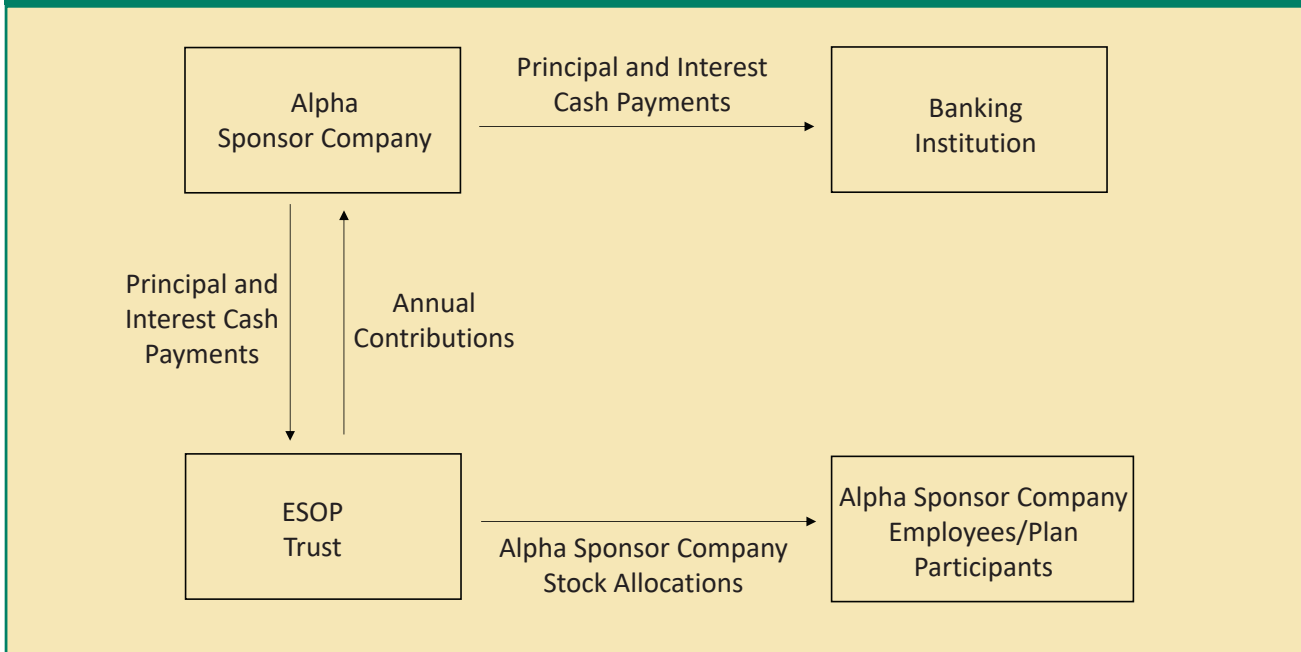 Alpha
Sponsor Company
Principal and Interest
Cash Payments
Banking
Institution
Principal and
Interest Cash
Payments
Annual
Contributions
ESOP
Trust
Alpha Sponsor Company
Stock Allocations
Alpha Sponsor Company
Employees/Plan
Participants